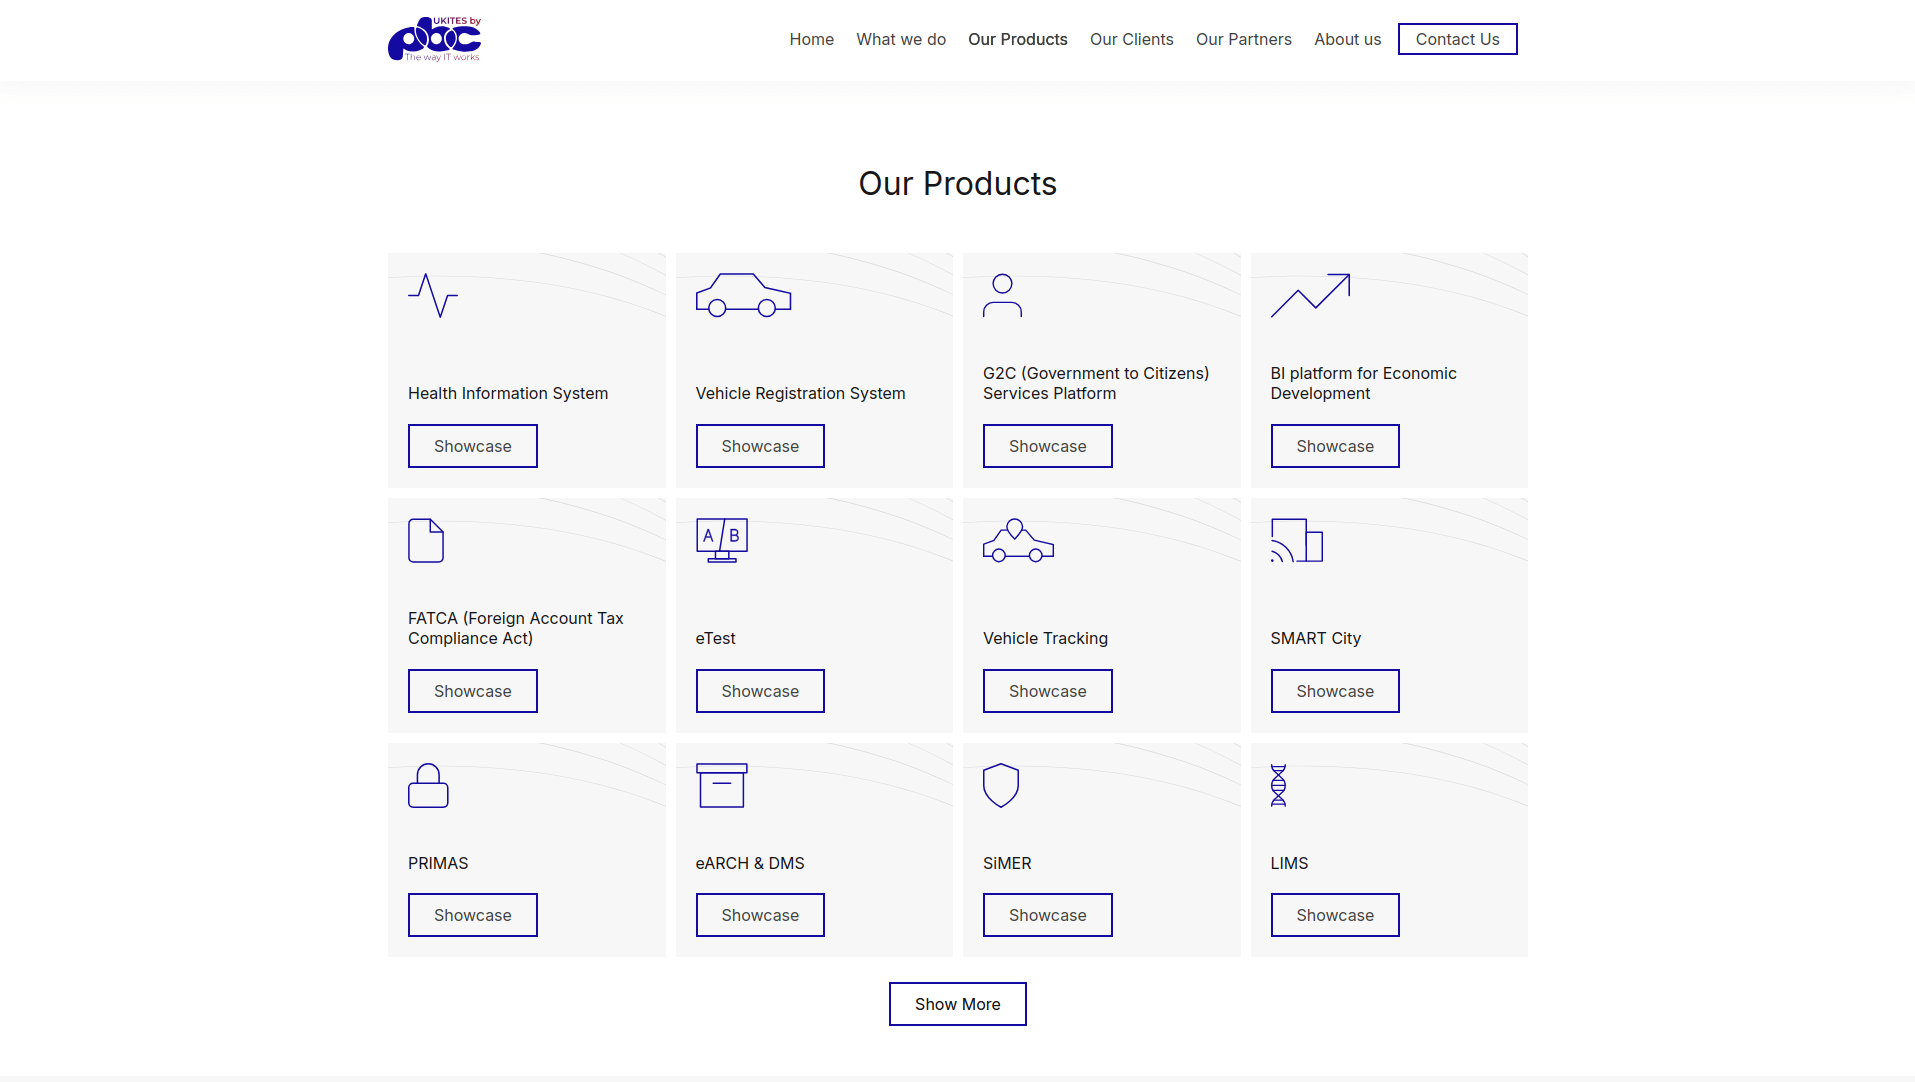 UKITES by
pbc
The way IT works
Home What we do Our Products Our Clients Our Partners About us Contact Us
Our Products
Health Information System
Showcase
Vehicle Registration System
Showcase
G2C (Government to Citizens)
Services Platform
Showcase
BI platform for Economic
Development
Showcase
FATCA (Foreign Account Tax
Compliance Act)
Showcase
A B
eTest
Showcase
Vehicle Tracking
Showcase
SMART City
Showcase
PRIMAS
Showcase
eARCH & DMS
Showcase
SiMER
Showcase
LIMS
Showcase
Show More